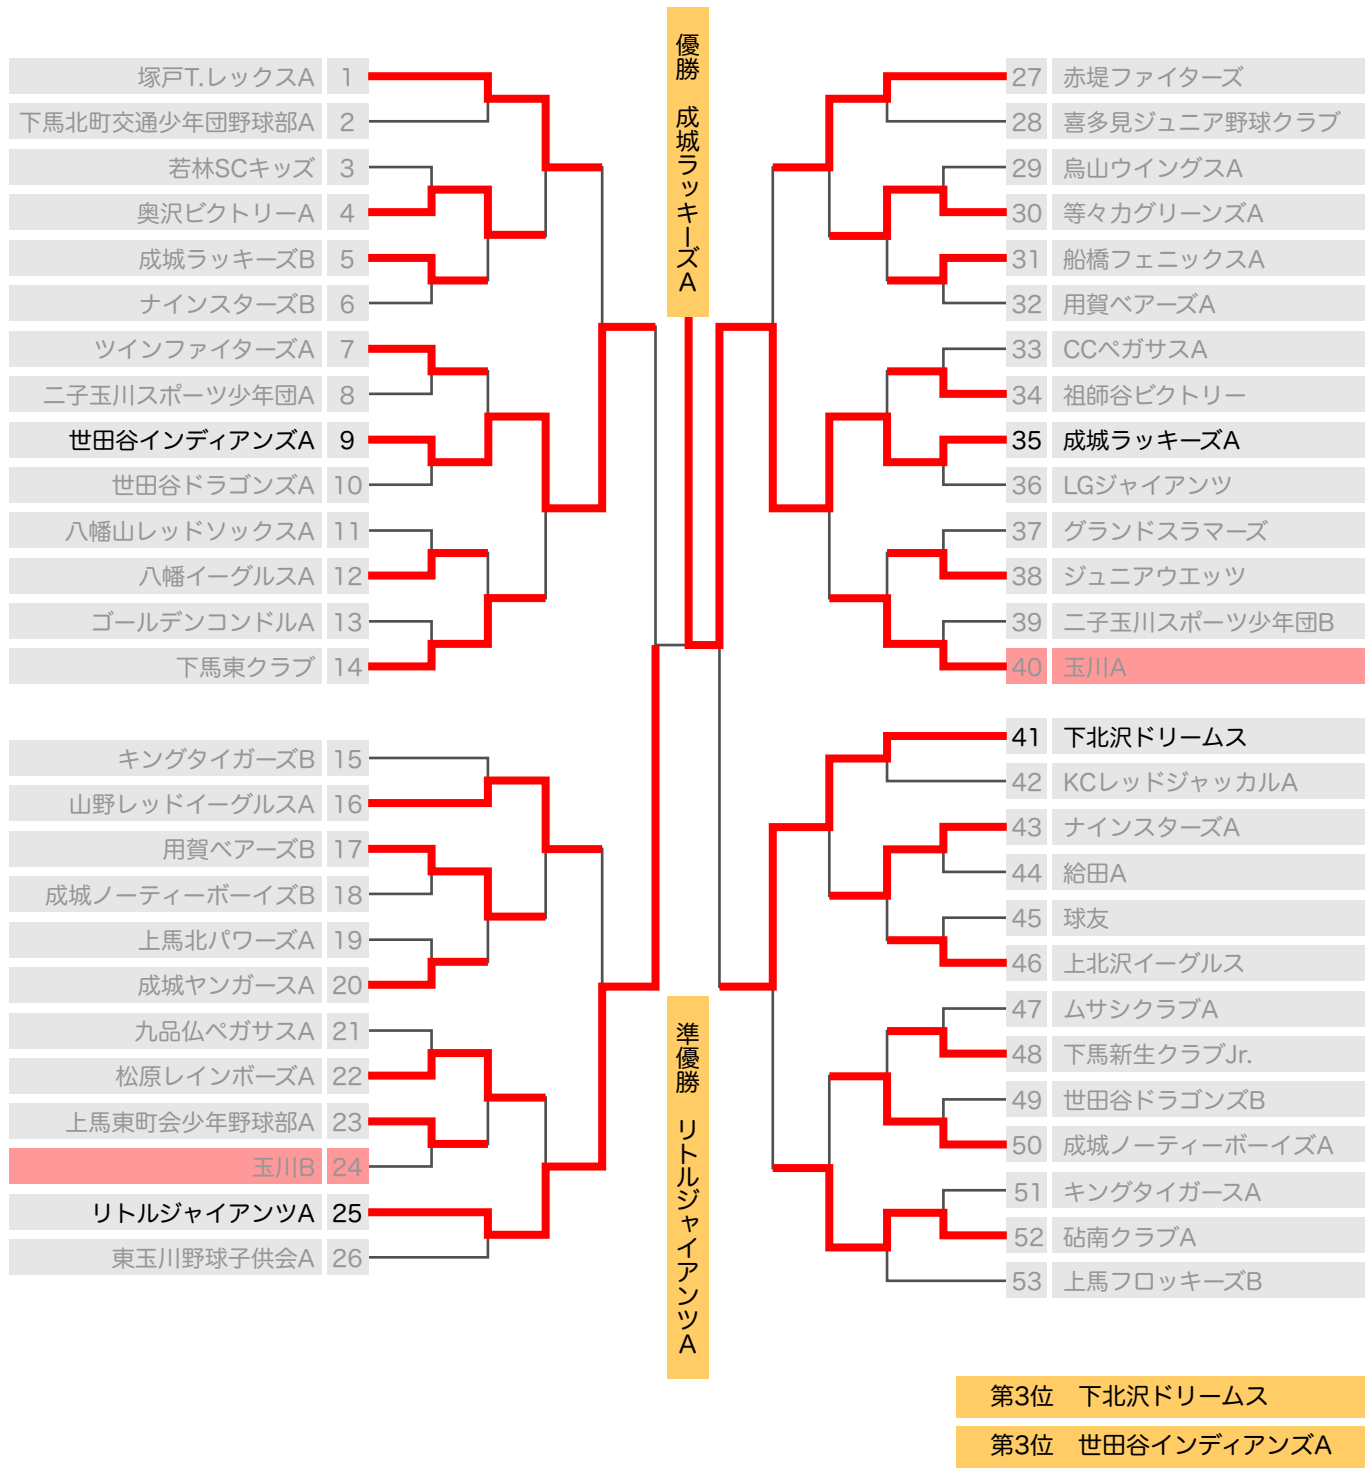 優勝　成城ラッキーズA
塚戸T.レックスA 1
下馬北町交通少年団野球部A 2
若林SCキッズ 3
奥沢ビクトリーA 4
成城ラッキーズB 5
ナインスターズB 6
ツインファイターズA 7
二子玉川スポーツ少年団A 8
世田谷インディアンズA 9
世田谷ドラゴンズA 10
八幡山レッドソックスA 11
八幡イーグルスA 12
ゴールデンコンドルA 13
下馬東クラブ 14
キングタイガーズB 15
山野レッドイーグルスA 16
用賀ベアーズB 17
成城ノーティーボーイズB 18
上馬北パワーズA 19
成城ヤンガースA 20
九品仏ペガサスA 21
松原レインボーズA 22
上馬東町会少年野球部A 23
玉川B 24
リトルジャイアンツA 25
東玉川野球子供会A 26
27 赤堤ファイターズ
28 喜多見ジュニア野球クラブ
29 烏山ウイングスA
30 等々力グリーンズA
31 船橋フェニックスA
32 用賀ベアーズA
33 CCペガサスA
34 祖師谷ビクトリー
35 成城ラッキーズA
36 LGジャイアンツ
37 グランドスラマーズ
38 ジュニアウエッツ
39 二子玉川スポーツ少年団B
40 玉川A
41 下北沢ドリームス
42 KCレッドジャッカルA
43 ナインスターズA
44 給田A
45 球友
46 上北沢イーグルス
47 ムサシクラブA
48 下馬新生クラブJr.
49 世田谷ドラゴンズB
50 成城ノーティーボーイズA
51 キングタイガースA
52 砧南クラブA
53 上馬フロッキーズB
準優勝　リトルジャイアンツA
第3位　下北沢ドリームス
第3位　世田谷インディアンズA